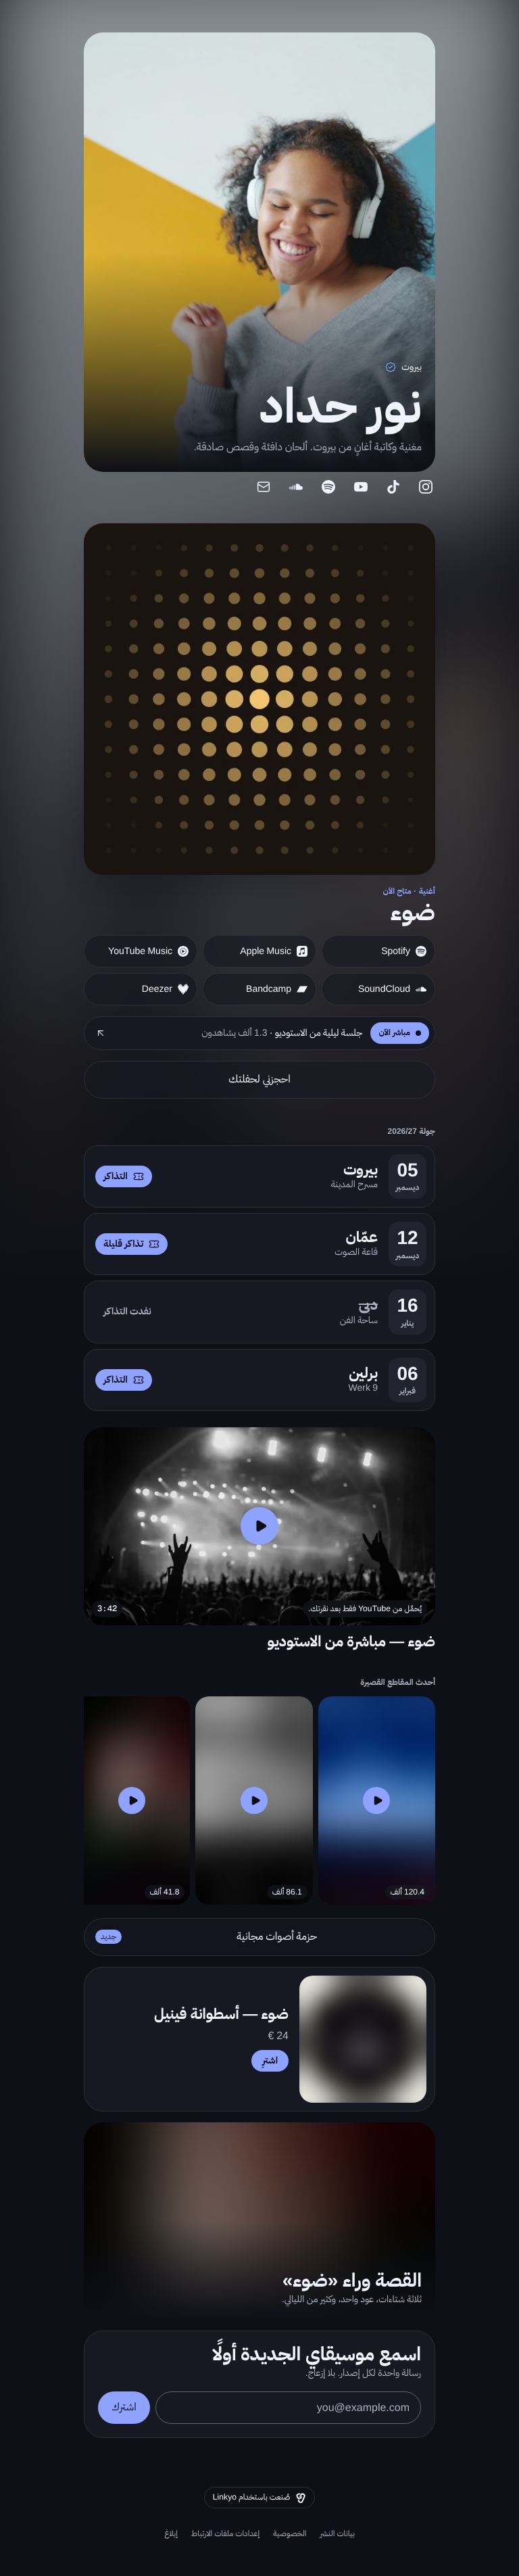 بيروت
نور حداد
مغنية وكاتبة أغانٍ من بيروت. ألحان دافئة وقصص صادقة.
أغنية · متاح الآن
ضوء
Spotify
Apple Music
YouTube Music
SoundCloud
Bandcamp
Deezer
مباشر الآن جلسة ليلية من الاستوديو · 1.3 ألف يشاهدون
احجزني لحفلتك
جولة 2026/27
05 ديسمبر
بيروت
مسرح المدينة
التذاكر
12 ديسمبر
عمّان
قاعة الصوت
تذاكر قليلة
16 يناير
دبي
ساحة الفن
نفدت التذاكر
06 فبراير
برلين
Werk 9
التذاكر
يُحمَّل من YouTube فقط بعد نقرتك.
3:42
ضوء — مباشرة من الاستوديو
أحدث المقاطع القصيرة
120.4 ألف
86.1 ألف
41.8 ألف
حزمة أصوات مجانية
جديد
ضوء — أسطوانة فينيل
24 €
اشترِ
القصة وراء «ضوء»
ثلاثة شتاءات، عود واحد، وكثير من الليالي.
اسمع موسيقاي الجديدة أولًا
رسالة واحدة لكل إصدار. بلا إزعاج.
you@example.com
اشترك
صُنعت باستخدام Linkyo
بيانات النشر
الخصوصية
إعدادات ملفات الارتباط
إبلاغ